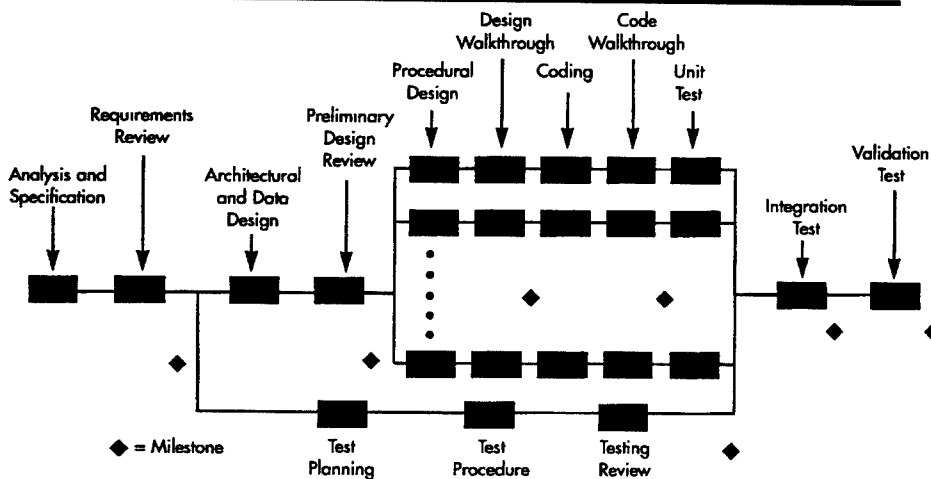 Design
Walkthrough
Code
Walkthrough
Procedural
Design
Coding
Unit
Test
Requirements
Review
Preliminary
Design
Review
Validation
Test
Analysis and
Specification
Architectural
and Data
Design
Integration
Test
◆ = Milestone
Test
Planning
Test
Procedure
Testing
Review